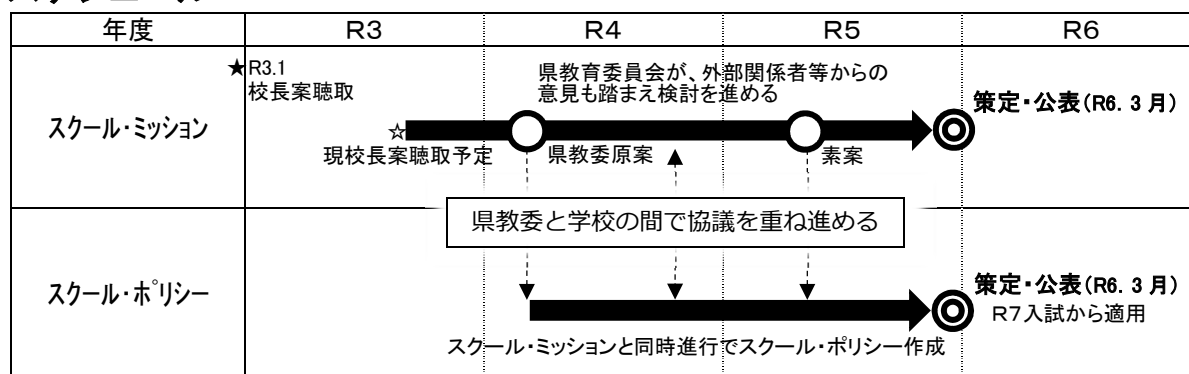 年度 R3 R4 R5 R6
★R3.1
校長案聴取
県教育委員会が、外部関係者等からの
意見も踏まえ検討を進める
策定・公表(R6.3月)
スクール・ミッション
☆
現校長案聴取予定
県教委原案
素案
県教委と学校の間で協議を重ね進める
スクール・ポリシー
策定・公表(R6.3月)
R7入試から適用
スクール・ミッションと同時進行でスクール・ポリシー作成